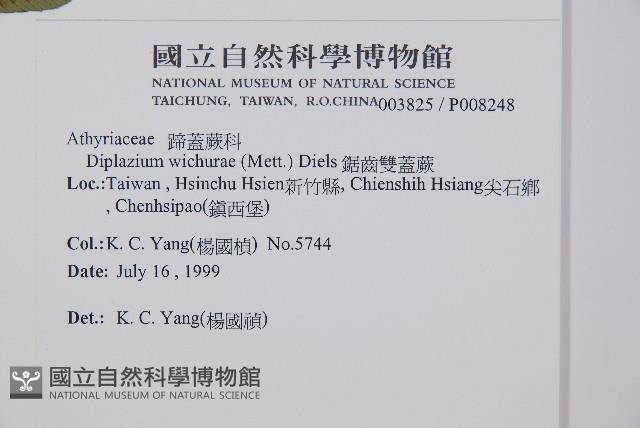 國立自然科學博物館
NATIONAL MUSEUM OF NATURAL SCIENCE
TAICHUNG, TAIWAN, R.O.CHINA003825 / P008248
Athyriaceae 蹄蓋蕨科
Diplazium wichurae (Mett.) Diels 鋸齒雙蓋蕨
Loc.:Taiwan , Hsinchu Hsien新竹縣, Chienshih Hsiang尖石鄉
, Chenhsipao(鎮西堡)
Col.: K. C. Yang(楊國楨) No.5744
Date: July 16 , 1999
Det.: K. C. Yang(楊國禎)
國立自然科學博物館
NATIONAL MUSEUM OF NATURAL SCIENCE